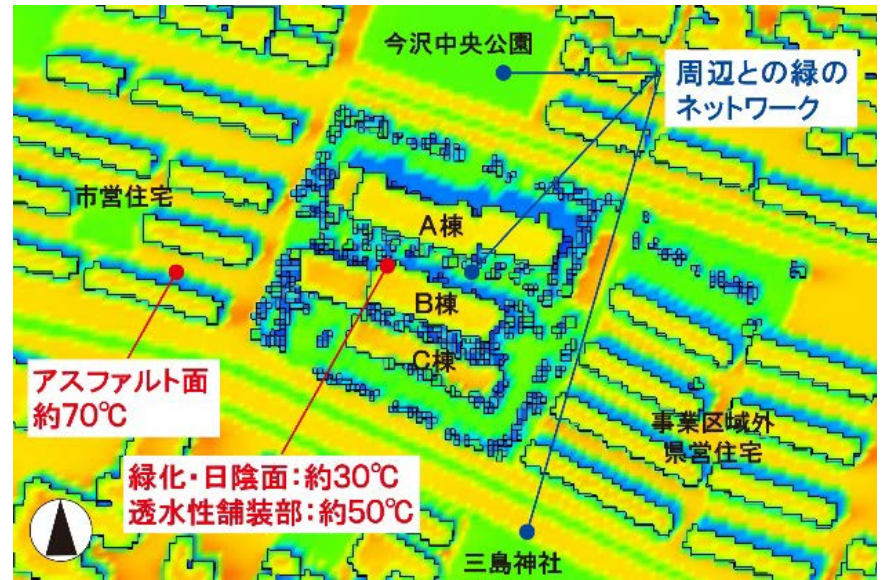 今沢中央公園
周辺との緑の
ネットワーク
市営住宅
A棟
B棟
C棟
アスファルト面
約70℃
緑化・日陰面：約30℃
透水性舗装部：約50℃
事業区域外
県営住宅
三島神社